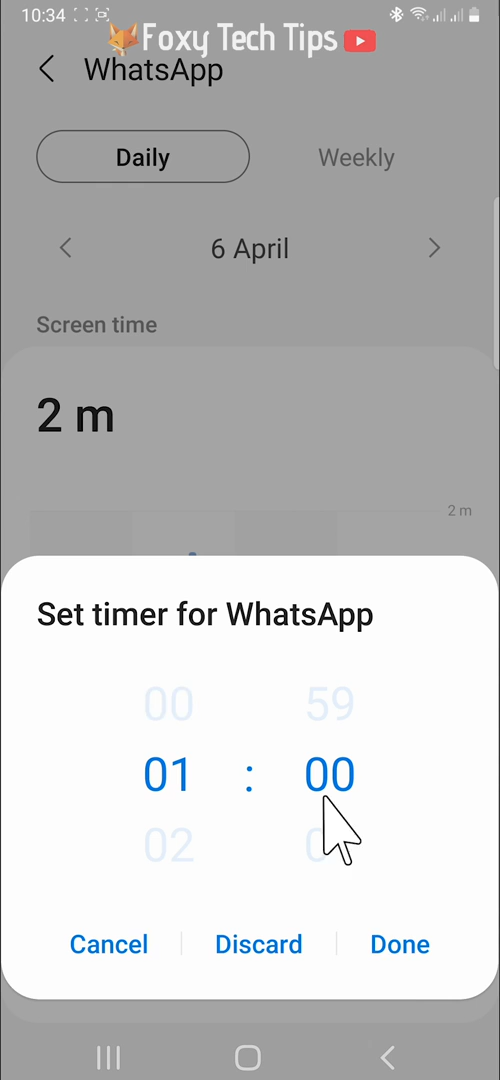 10:34
Foxy Tech Tips
WhatsApp
Daily
Weekly
6 April
Screen time
2 m
2 m
Set timer for WhatsApp
00 59
01 : 00
02
Cancel
Discard
Done